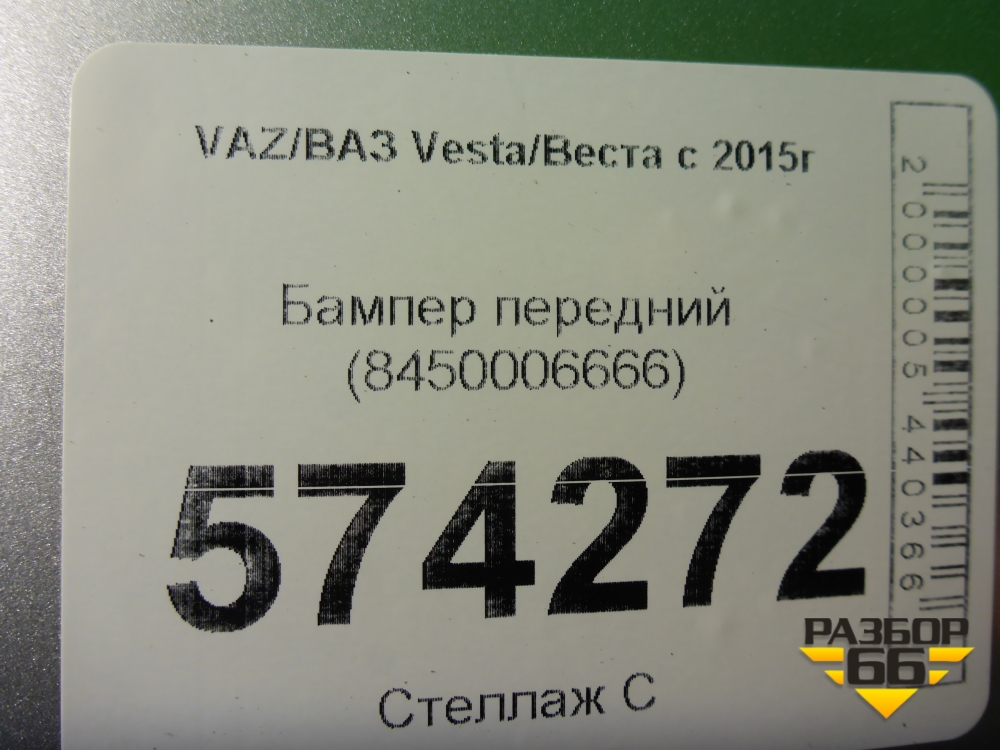 VAZ/ВАЗ Vesta/Веста с 2015г
Бампер передний
(8450006666)
574272
Стеллаж С
2000005440366
РАЗБОР
66